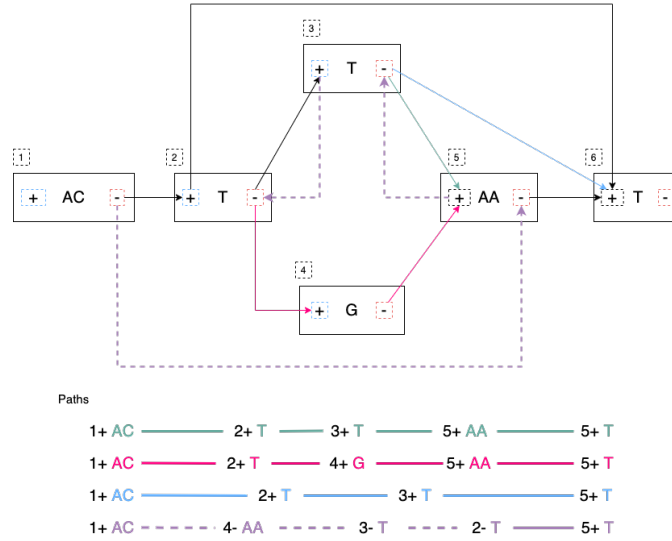 3
+ T -
1
2
5
6
+ AC -
+ T -
+ AA -
+ T -
4
+ G -
Paths
1+ AC 2+ T 3+ T 5+ AA 5+ T
1+ AC 2+ T 4+ G 5+ AA 5+ T
1+ AC 2+ T 3+ T 5+ T
1+ AC 4- AA 3- T 2- T 5+ T